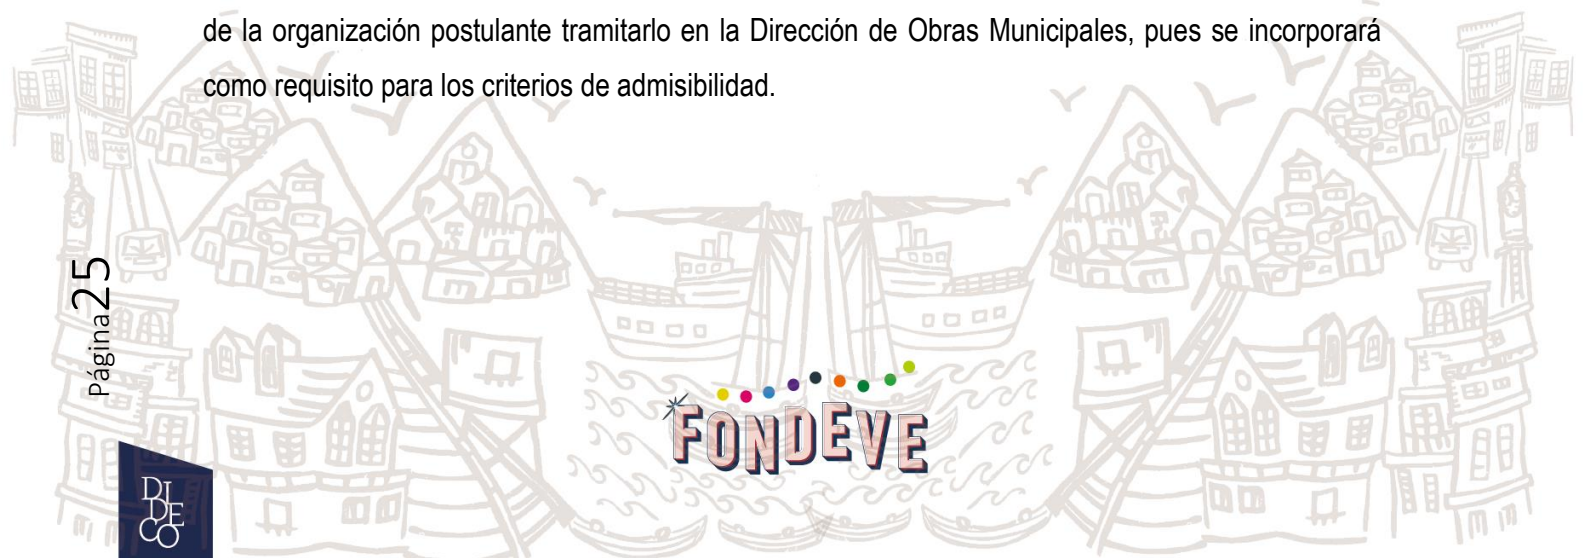 de la organización postulante tramitarlo en la Dirección de Obras Municipales, pues se incorporará
como requisito para los criterios de admisibilidad.
Página25
FONDEVE
DI
DE
CO